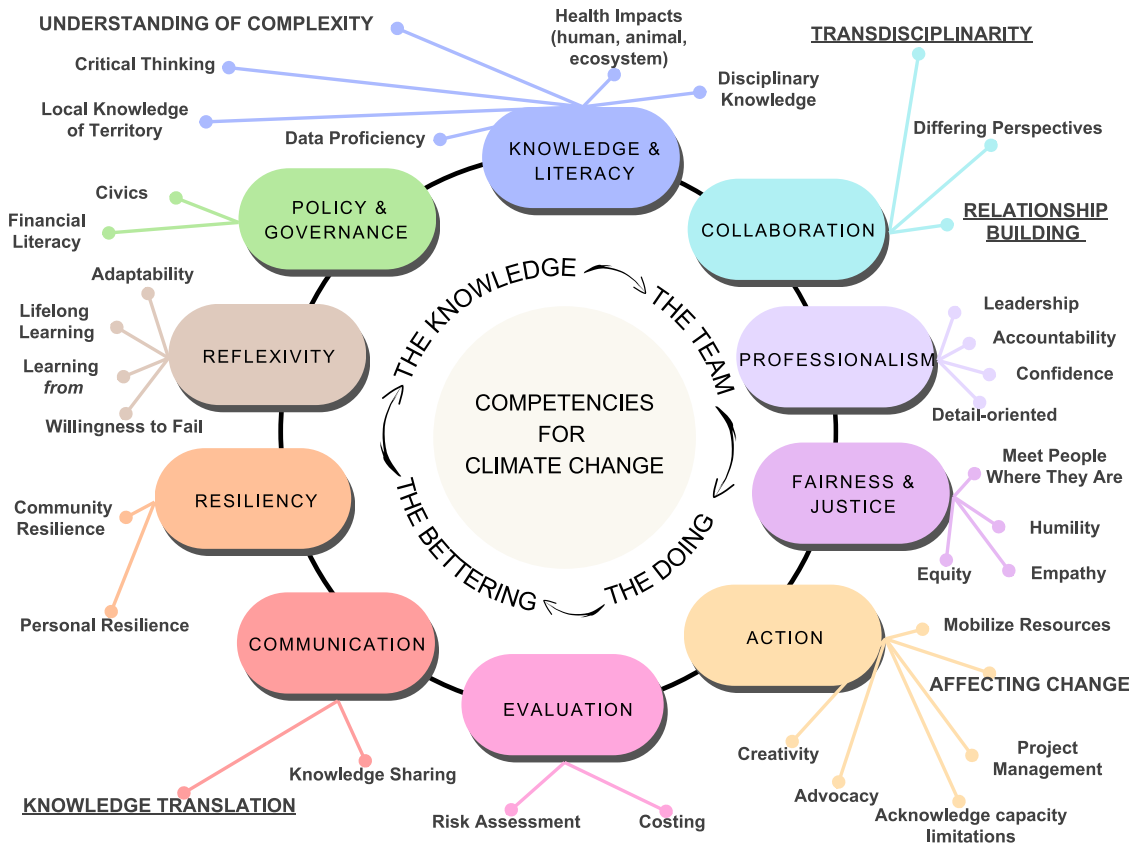 UNDERSTANDING OF COMPLEXITY
Critical Thinking
Local Knowledge
of Territory
Data Proficiency
Health Impacts
(human, animal,
ecosystem)
Disciplinary
Knowledge
KNOWLEDGE &
LITERACY
TRANSDISCIPLINARITY
Differing Perspectives
RELATIONSHIP
BUILDING
COLLABORATION
Leadership
Accountability
Confidence
Detail-oriented
PROFESSIONALISM
Meet People
Where They Are
Humility
Empathy
Equity
FAIRNESS &
JUSTICE
Mobilize Resources
AFFECTING CHANGE
Project
Management
Acknowledge capacity
limitations
Advocacy
Creativity
ACTION
EVALUATION
Risk Assessment
Costing
COMMUNICATION
Knowledge Sharing
KNOWLEDGE TRANSLATION
RESILIENCY
Community
Resilience
Personal Resilience
REFLEXIVITY
Adaptability
Lifelong
Learning
Learning
from
Willingness to Fail
POLICY &
GOVERNANCE
Civics
Financial
Literacy
THE KNOWLEDGE
THE TEAM
THE DOING
THE BETTERING
COMPETENCIES
FOR
CLIMATE CHANGE